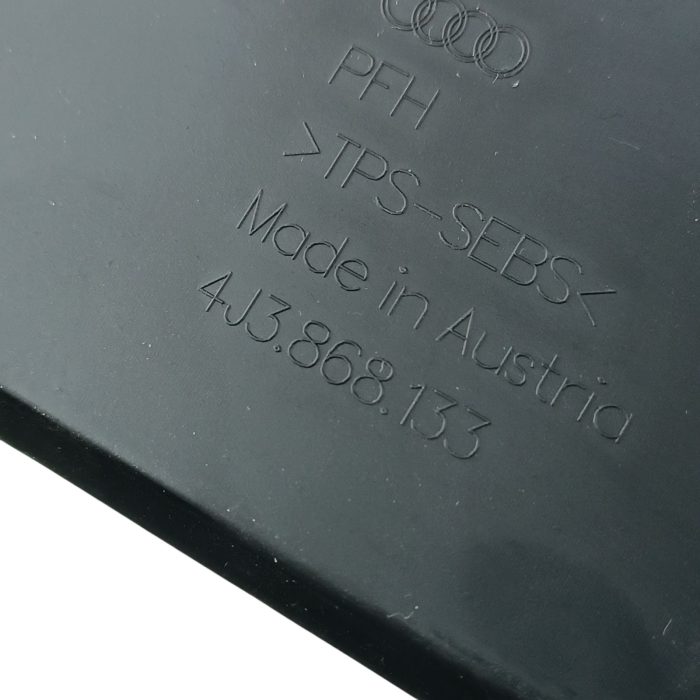 PFH
>TPS-SEBS<
Made in Austria
4J3.868.133